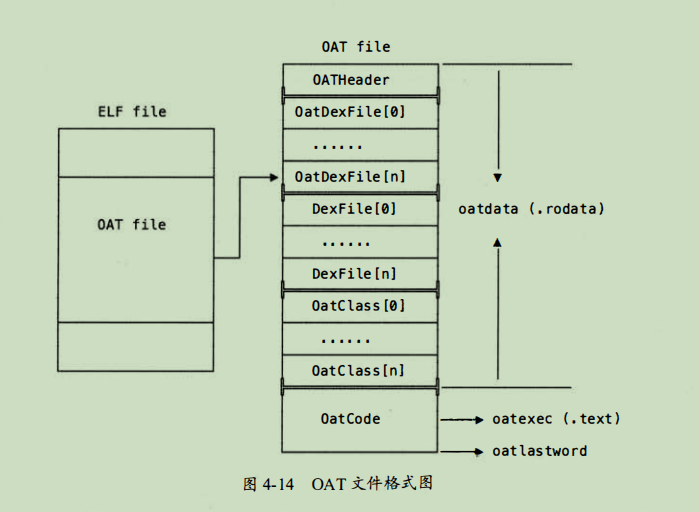 OAT file
OATHeader
ELF file
OatDexFile[0]
......
OatDexFile[n]
DexFile[0]
oatdata (.rodata)
OAT file
......
DexFile[n]
OatClass[0]
......
OatClass[n]
OatCode
oatexec (.text)
oatlastword
图 4-14 OAT 文件格式图